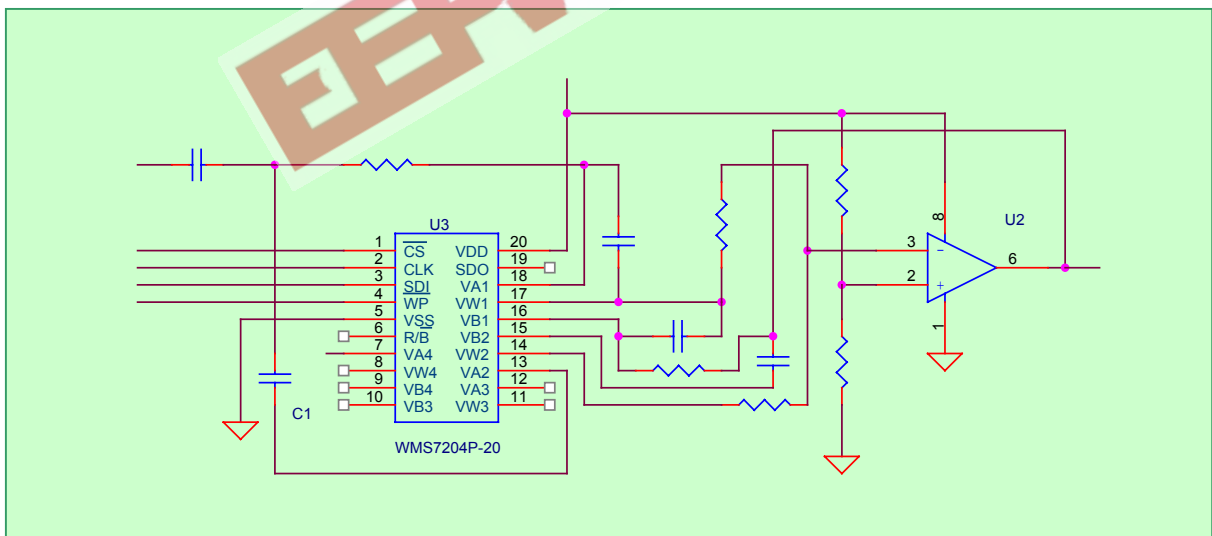 U3
1 CS VDD 20
2 CLK SDO 19
3 SDI VA1 18
4 WP VW1 17
5 VSS VB1 16
6 R/B VB2 15
7 VA4 VW2 14
8 VW4 VA2 13
9 VB4 VA3 12
10 VB3 VW3 11
WMS7204P-20
C1
U2
8
3 -
6
2 +
1